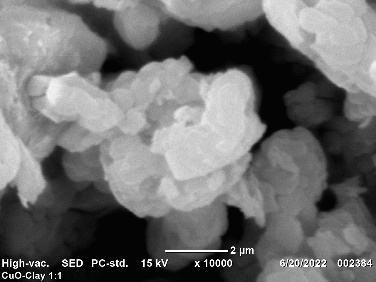 2 µm
High-vac. SED PC-std. 15 kV x 10000 6/20/2022 002384
CuO-Clay 1:1